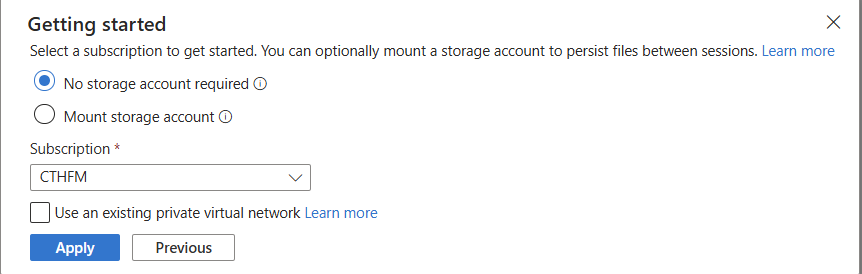 Getting started
Select a subscription to get started. You can optionally mount a storage account to persist files between sessions. Learn more
No storage account required
Mount storage account
Subscription *
CTHFM
Use an existing private virtual network Learn more
Apply Previous